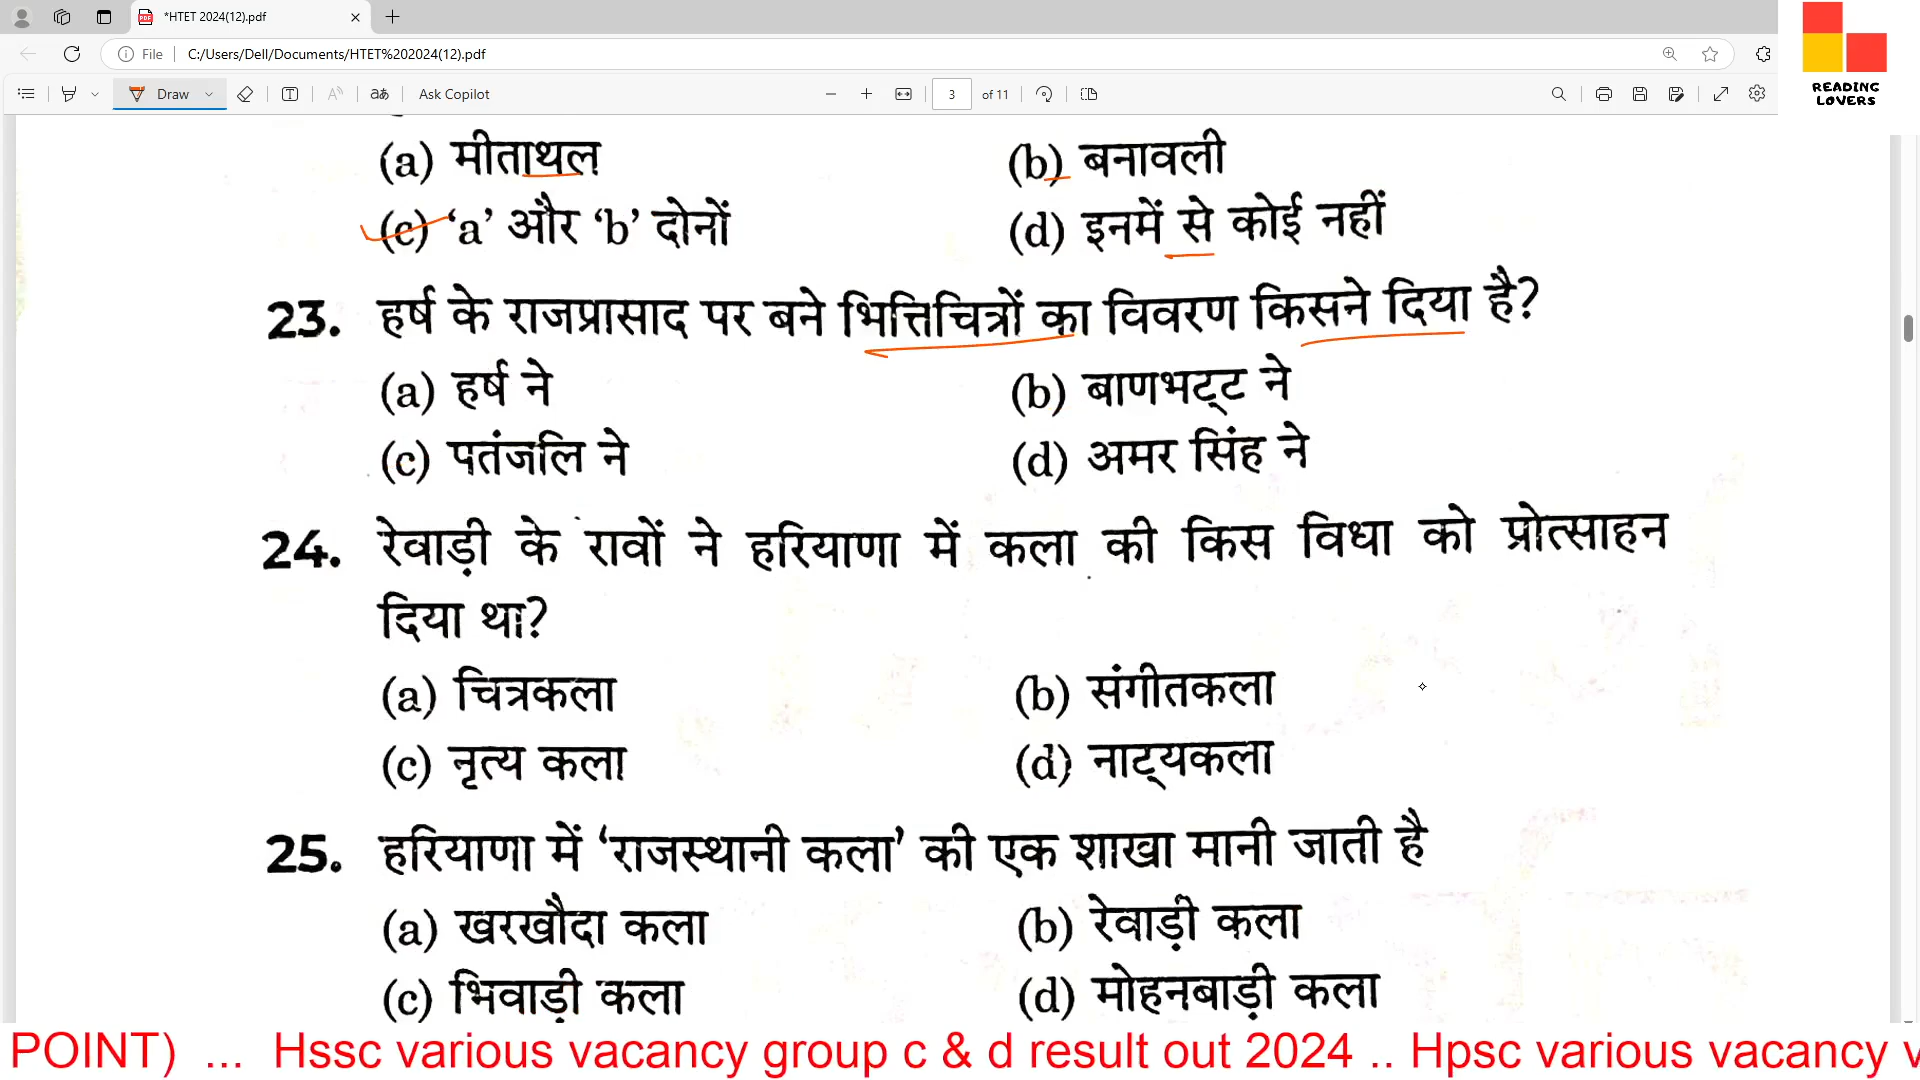 *HTET 2024(12).pdf
File C:/Users/Dell/Documents/HTET%202024(12).pdf
Draw Ask Copilot 3 of 11
READING
LOVERS
(a) मीताथल (b) बनावली
(c) ‘a’ और ‘b’ दोनों (d) इनमें से कोई नहीं
23. हर्ष के राजप्रासाद पर बने भित्तिचित्रों का विवरण किसने दिया है?
(a) हर्ष ने (b) बाणभट्ट ने
(c) पतंजलि ने (d) अमर सिंह ने
24. रेवाड़ी के रावों ने हरियाणा में कला की किस विधा को प्रोत्साहन
दिया था?
(a) चित्रकला (b) संगीतकला
(c) नृत्य कला (d) नाट्यकला
25. हरियाणा में ‘राजस्थानी कला’ की एक शाखा मानी जाती है
(a) खरखौदा कला (b) रेवाड़ी कला
(c) भिवाड़ी कला (d) मोहनबाड़ी कला
POINT) ... Hssc various vacancy group c & d result out 2024 .. Hpsc various vacancy